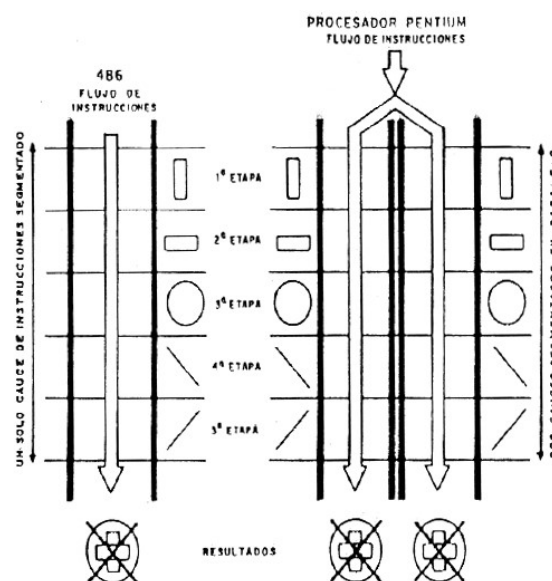 PROCESADOR PENTIUM
FLUJO DE INSTRUCCIONES
486
FLUJO DE
INSTRUCCIONES
UN SOLO CAUCE DE INSTRUCCIONES SEGMENTADO
1ª ETAPA
2ª ETAPA
3ª ETAPA
4ª ETAPA
5ª ETAPA
RESULTADOS